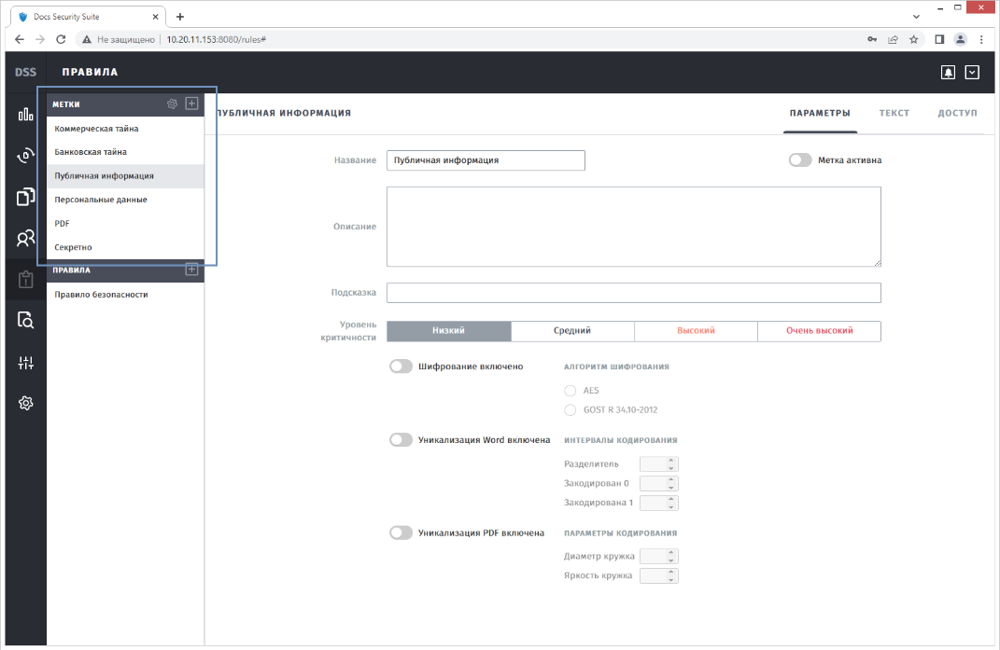 Docs Security Suite
Не защищено
10.20.11.153:8080/rules#
DSS
ПРАВИЛА
МЕТКИ
Коммерческая тайна
Банковская тайна
Публичная информация
Персональные данные
PDF
Секретно
ПРАВИЛА
Правило безопасности
ПУБЛИЧНАЯ ИНФОРМАЦИЯ
ПАРАМЕТРЫ
ТЕКСТ
ДОСТУП
Название
Публичная информация
Метка активна
Описание
Подсказка
Уровень
критичности
Низкий
Средний
Высокий
Очень высокий
Шифрование включено
АЛГОРИТМ ШИФРОВАНИЯ
AES
GOST R 34.10-2012
Уникализация Word включена
ИНТЕРВАЛЫ КОДИРОВАНИЯ
Разделитель
Закодирован 0
Закодирована 1
Уникализация PDF включена
ПАРАМЕТРЫ КОДИРОВАНИЯ
Диаметр кружка
Яркость кружка